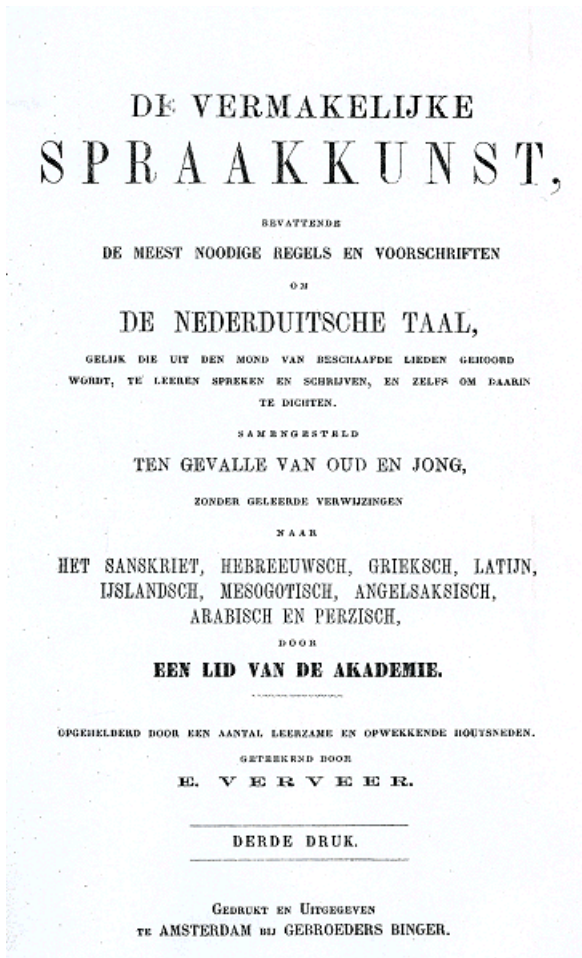 DE VERMAKELIJKE
SPRAAKKUNST,
BEVATTENDE
DE MEEST NOODIGE REGELS EN VOORSCHRIFTEN
OM
DE NEDERDUITSCHE TAAL,
GELIJK DIE UIT DEN MOND VAN BESCHAAFDE LIEDEN GEHOORD
WORDT, TE LEEREN SPREKEN EN SCHRIJVEN, EN ZELFS OM DAARIN
TE DICHTEN.
SAMENGESTELD
TEN GEVALLE VAN OUD EN JONG,
ZONDER GELEERDE VERWIJZINGEN
NAAR
HET SANSKRIET, HEBREEUWSCH, GRIEKSCH, LATIJN,
IJSLANDSCH, MESOGOTISCH, ANGELSAKSISCH,
ARABISCH EN PERZISCH,
DOOR
EEN LID VAN DE AKADEMIE.
OPGEHELDERD DOOR EEN AANTAL LEERZAME EN OPWEKKENDE HOUTSNEDEN.
GETEEKEND DOOR
E. VERVEER.
DERDE DRUK.
GEDRUKT EN UITGEGEVEN
TE AMSTERDAM BIJ GEBROEDERS BINGER.